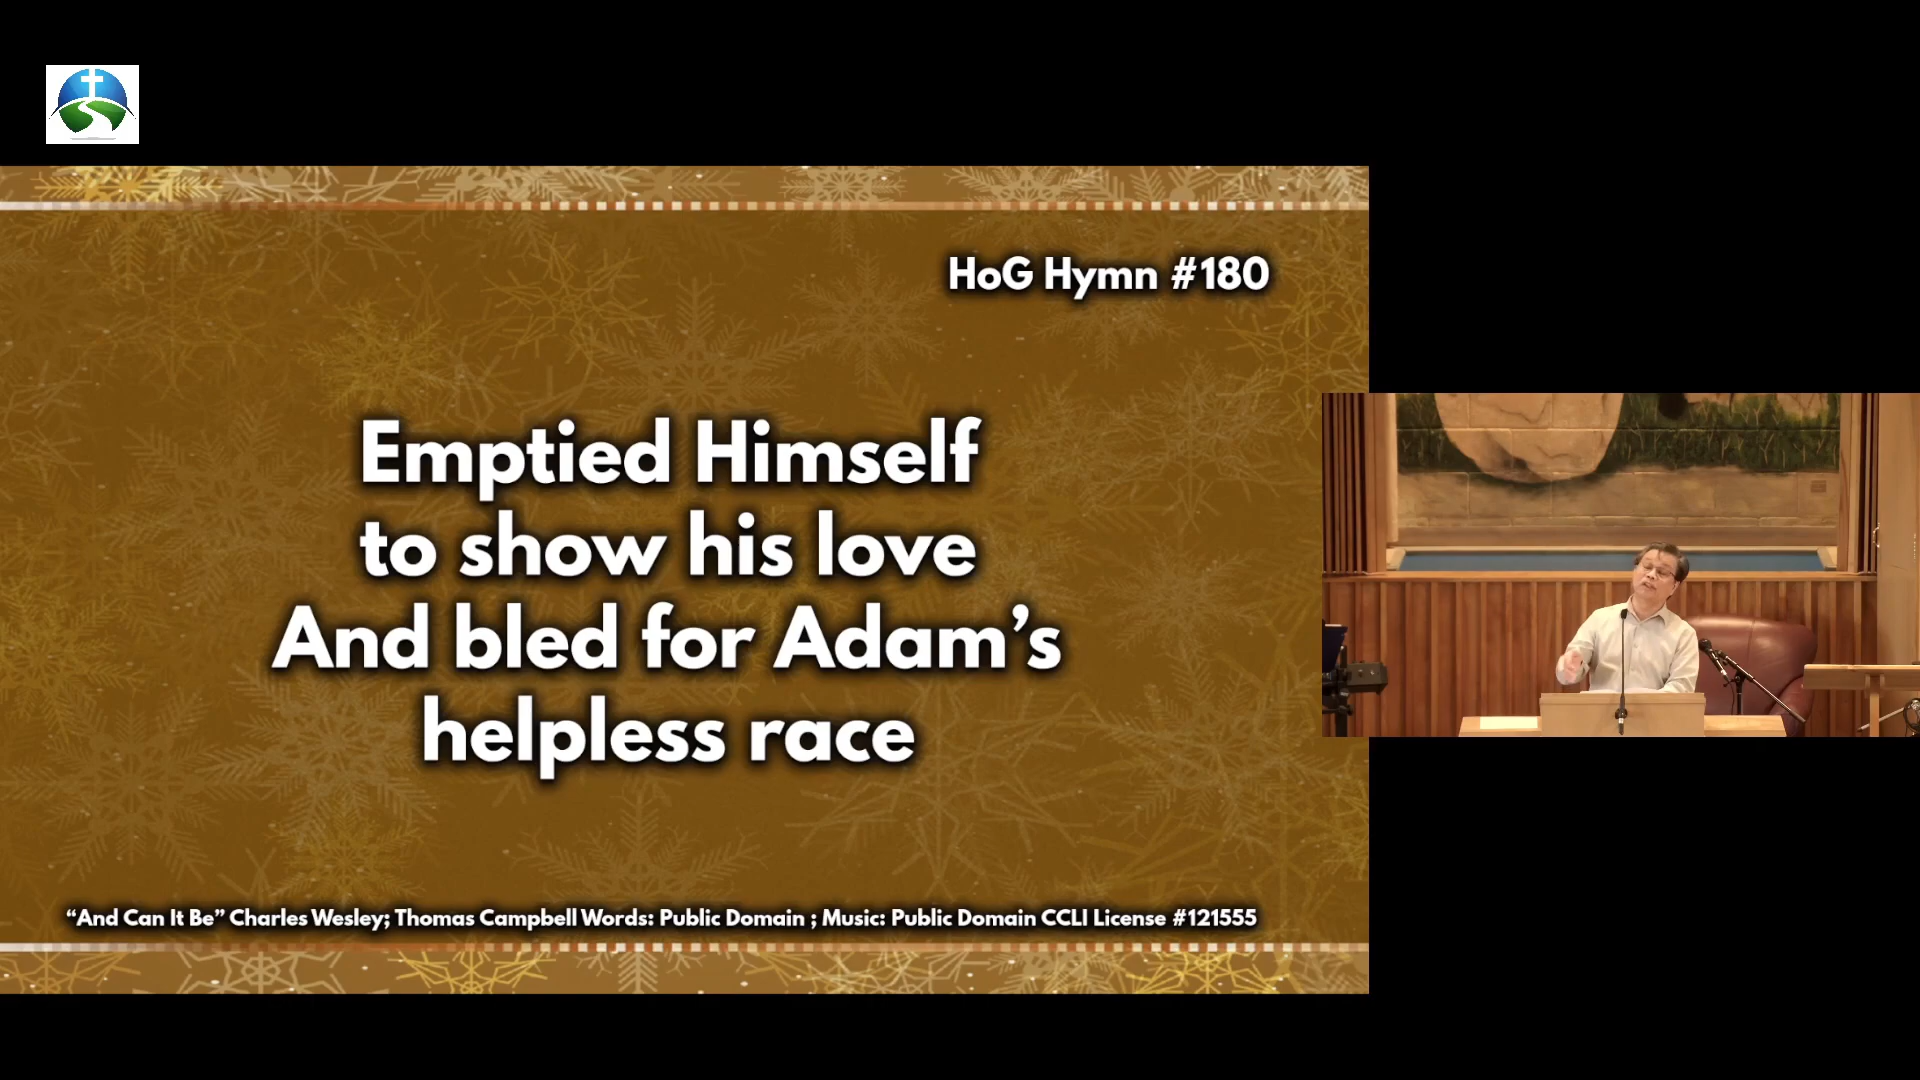 HoG Hymn #180
Emptied Himself
to show his love
And bled for Adam’s
helpless race
“And Can It Be” Charles Wesley; Thomas Campbell Words: Public Domain ; Music: Public Domain CCLI License #121555